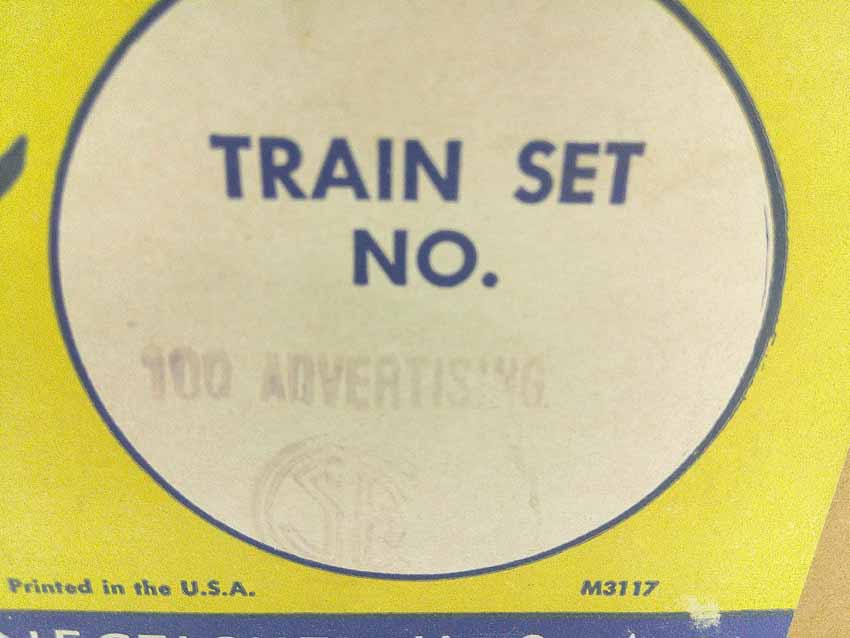 TRAIN SET
NO.
100 ADVERTISING
Printed in the U.S.A.
M3117